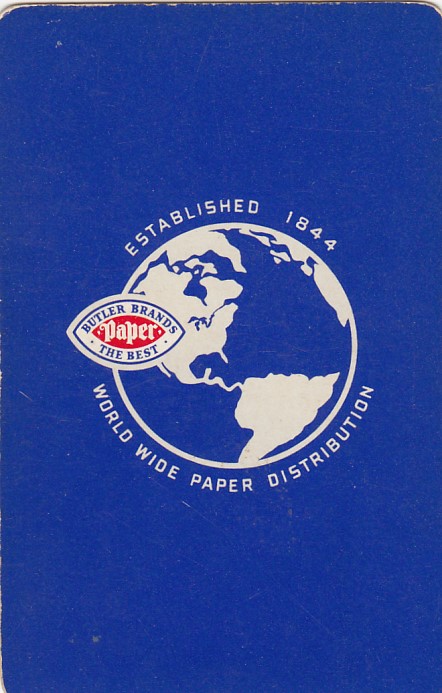 ESTABLISHED 1844
BUTLER BRANDS
Paper
THE BEST
WORLD WIDE PAPER DISTRIBUTION